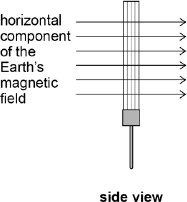 horizontal
component
of the
Earth's
magnetic
field
side view